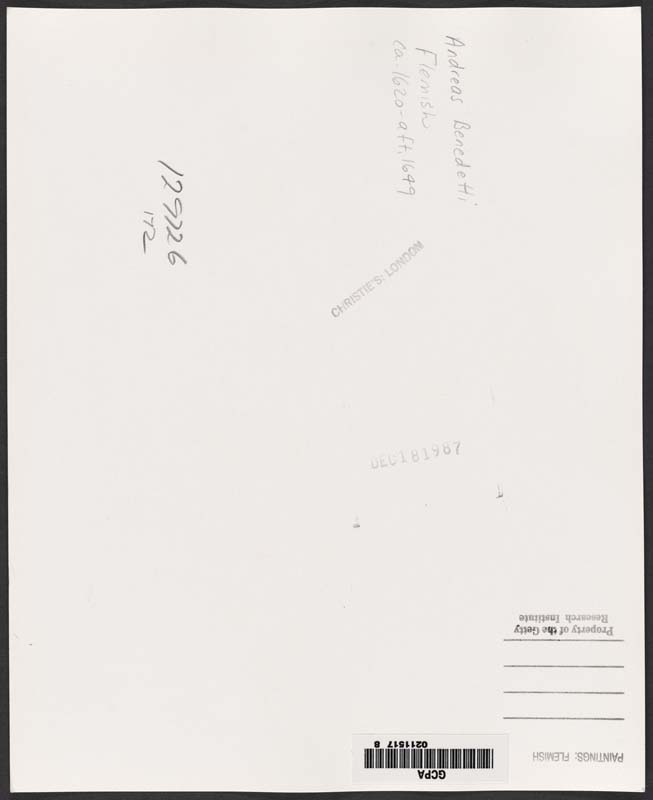 Andreas Benedetti
Flemish
ca. 1620-aft. 1649
129226
172
CHRISTIE'S: LONDON
DEC 18 1987
Property of the Getty
Research Institute
PAINTINGS: FLEMISH
GCPA
0211517 8